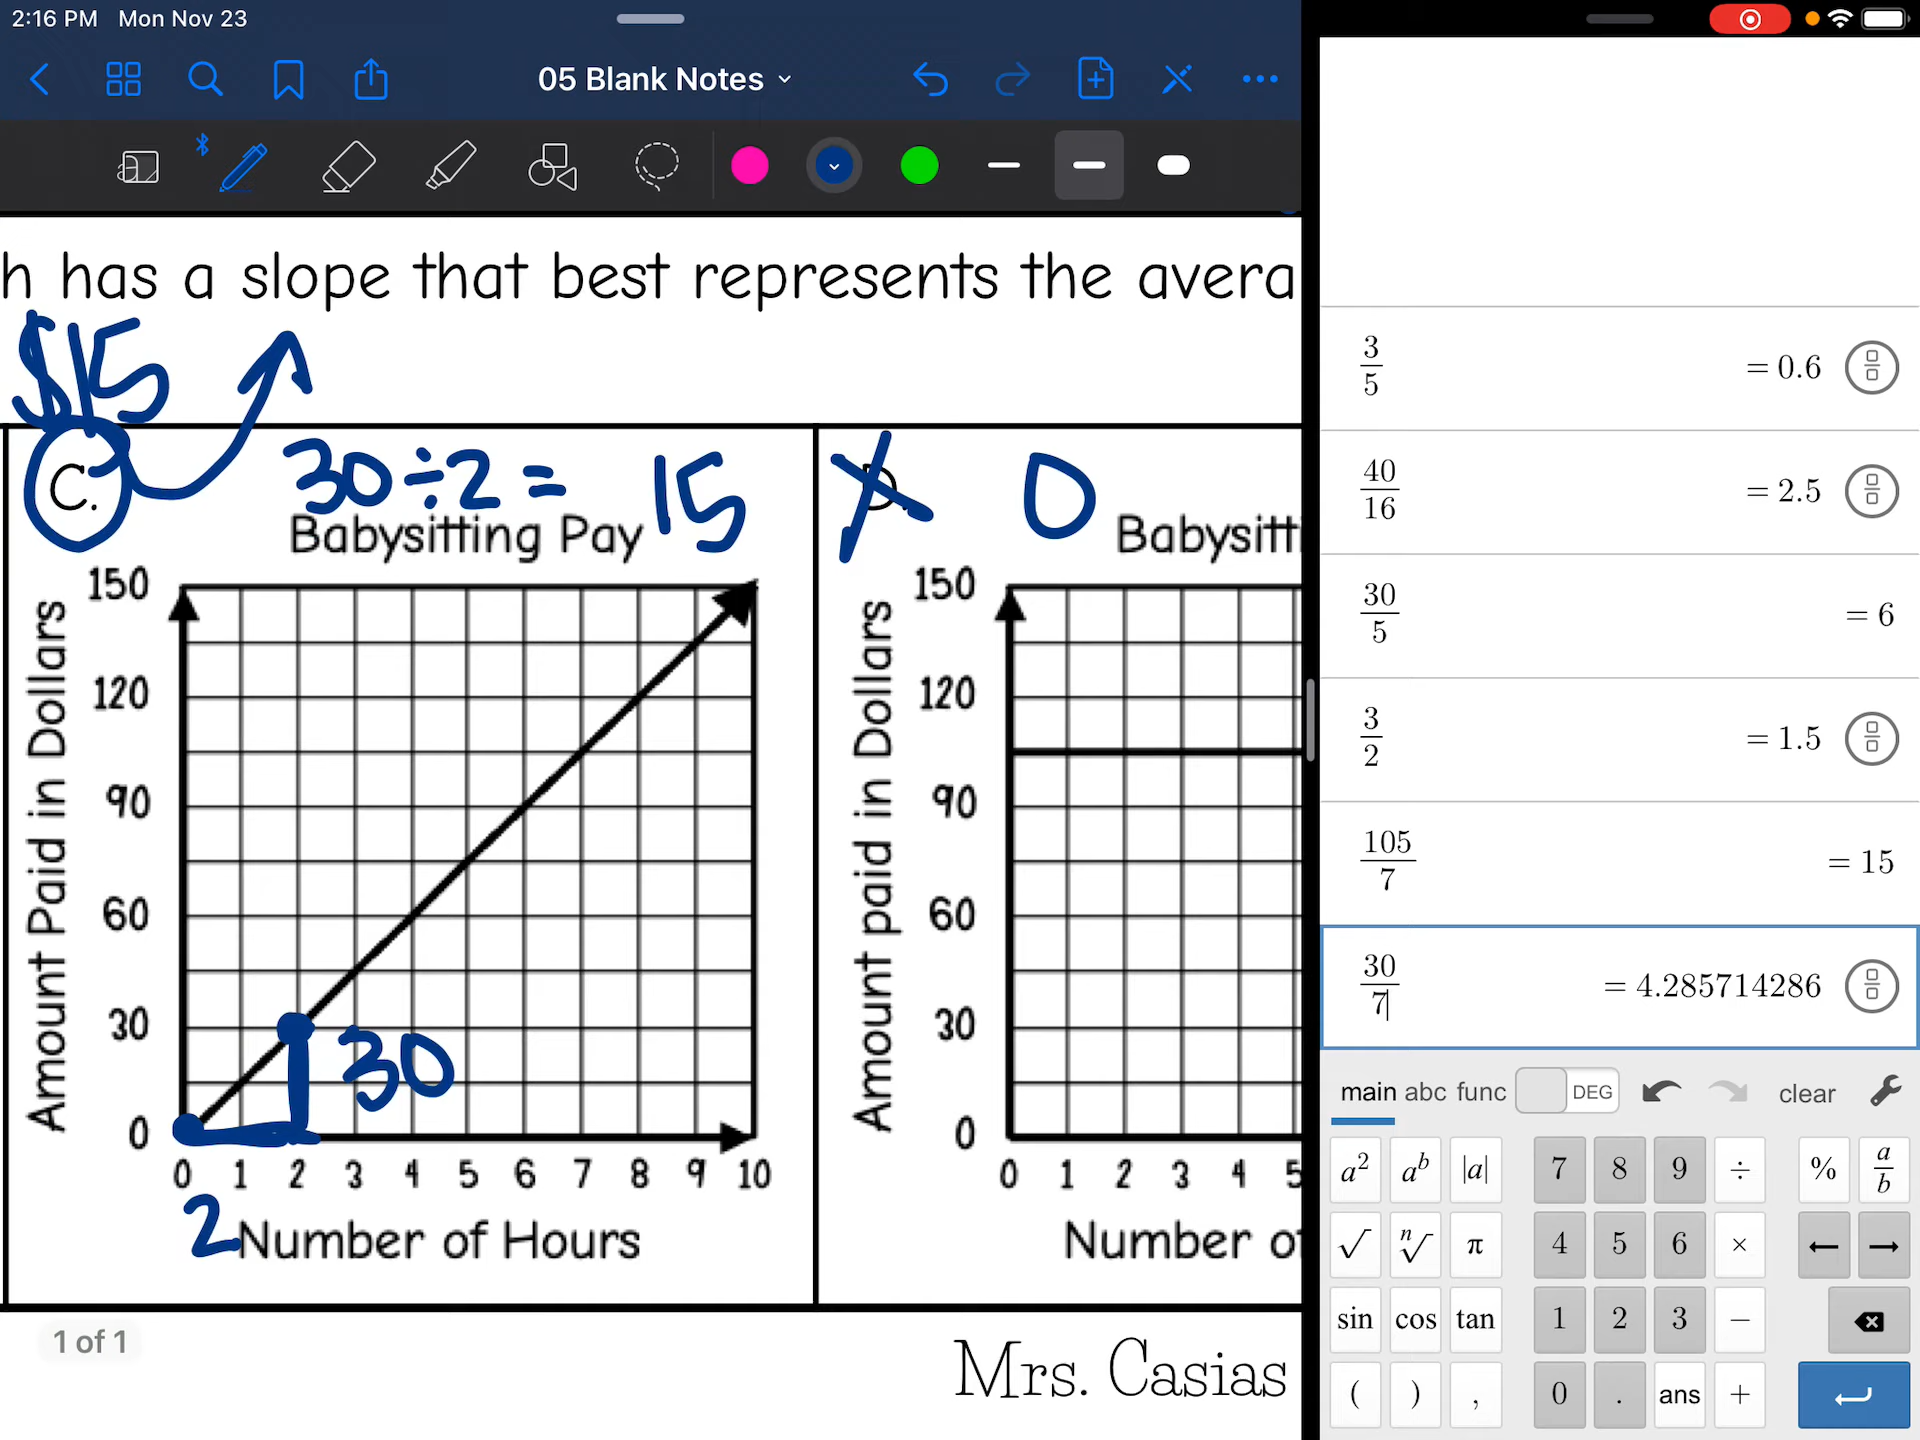 2:16 PM Mon Nov 23
05 Blank Notes
h has a slope that best represents the avera
$15
C.
30÷2= 15
Babysitting Pay
Amount Paid in Dollars
150
120
90
60
30
0
30
0 1 2 3 4 5 6 7 8 9 10
2
Number of Hours
D.
0
Babysitti
Amount paid in Dollars
150
120
90
60
30
0
0 1 2 3 4 5
Number of
1 of 1
Mrs. Casias
3/5 = 0.6
40/16 = 2.5
30/5 = 6
3/2 = 1.5
105/7 = 15
30/7 = 4.285714286
main abc func DEG clear
a² aᵇ |a| 7 8 9 ÷ % a/b
√ ⁿ√ π 4 5 6 × ← →
sin cos tan 1 2 3 −
( ) , 0 . ans +